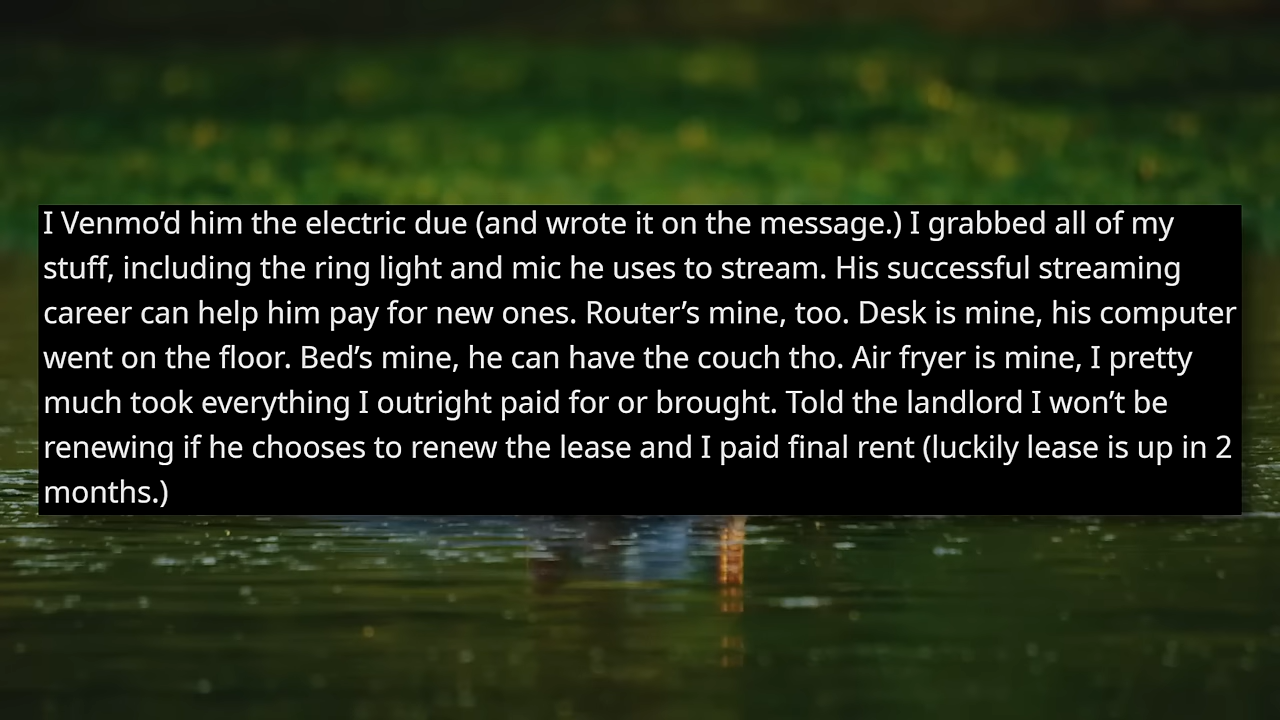 I Venmo’d him the electric due (and wrote it on the message.) I grabbed all of my
stuff, including the ring light and mic he uses to stream. His successful streaming
career can help him pay for new ones. Router’s mine, too. Desk is mine, his computer
went on the floor. Bed’s mine, he can have the couch tho. Air fryer is mine, I pretty
much took everything I outright paid for or brought. Told the landlord I won’t be
renewing if he chooses to renew the lease and I paid final rent (luckily lease is up in 2
months.)